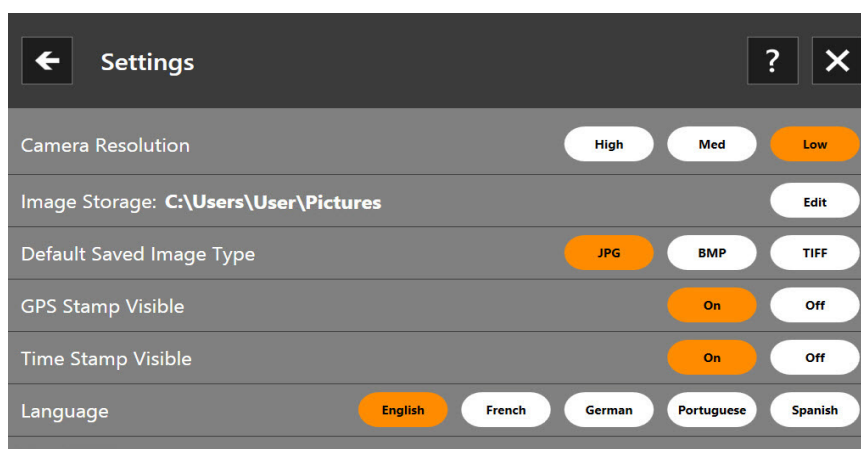 Settings ?
Camera Resolution High Med Low
Image Storage: C:\Users\User\Pictures Edit
Default Saved Image Type JPG BMP TIFF
GPS Stamp Visible On Off
Time Stamp Visible On Off
Language English French German Portuguese Spanish